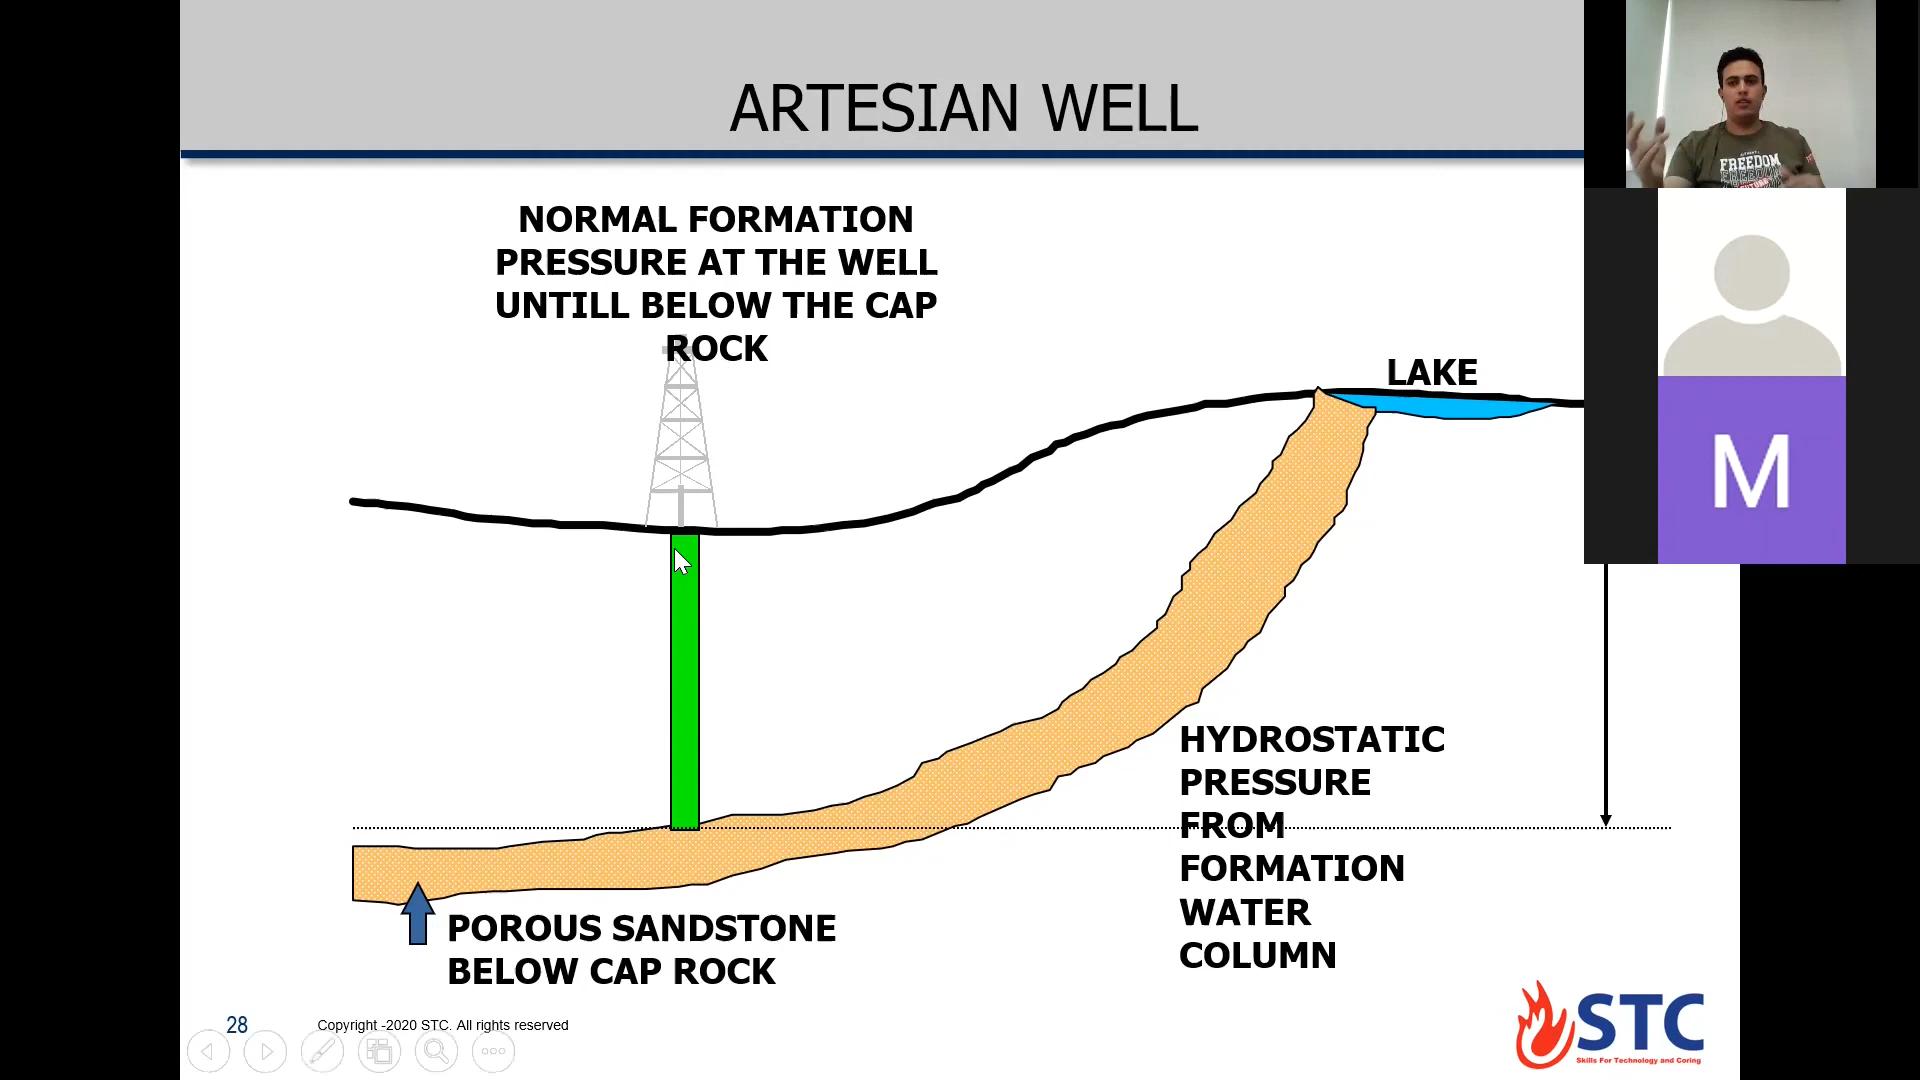 ARTESIAN WELL
NORMAL FORMATION
PRESSURE AT THE WELL
UNTILL BELOW THE CAP
ROCK
LAKE
FREEDOM
M
HYDROSTATIC
PRESSURE
FROM
FORMATION
WATER
COLUMN
POROUS SANDSTONE
BELOW CAP ROCK
28
Copyright -2020 STC. All rights reserved
STC
Skills For Technology and Coring